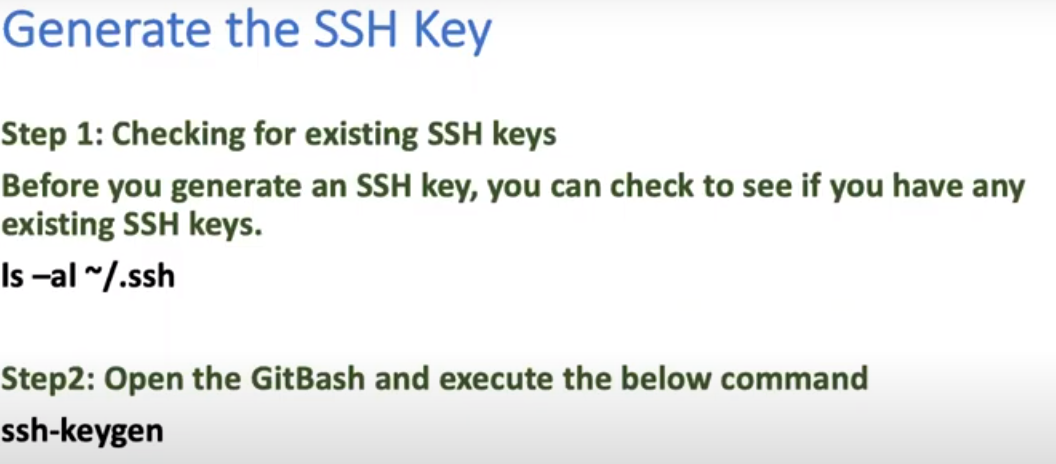 Generate the SSH Key
Step 1: Checking for existing SSH keys
Before you generate an SSH key, you can check to see if you have any
existing SSH keys.
ls –al ~/.ssh
Step2: Open the GitBash and execute the below command
ssh-keygen